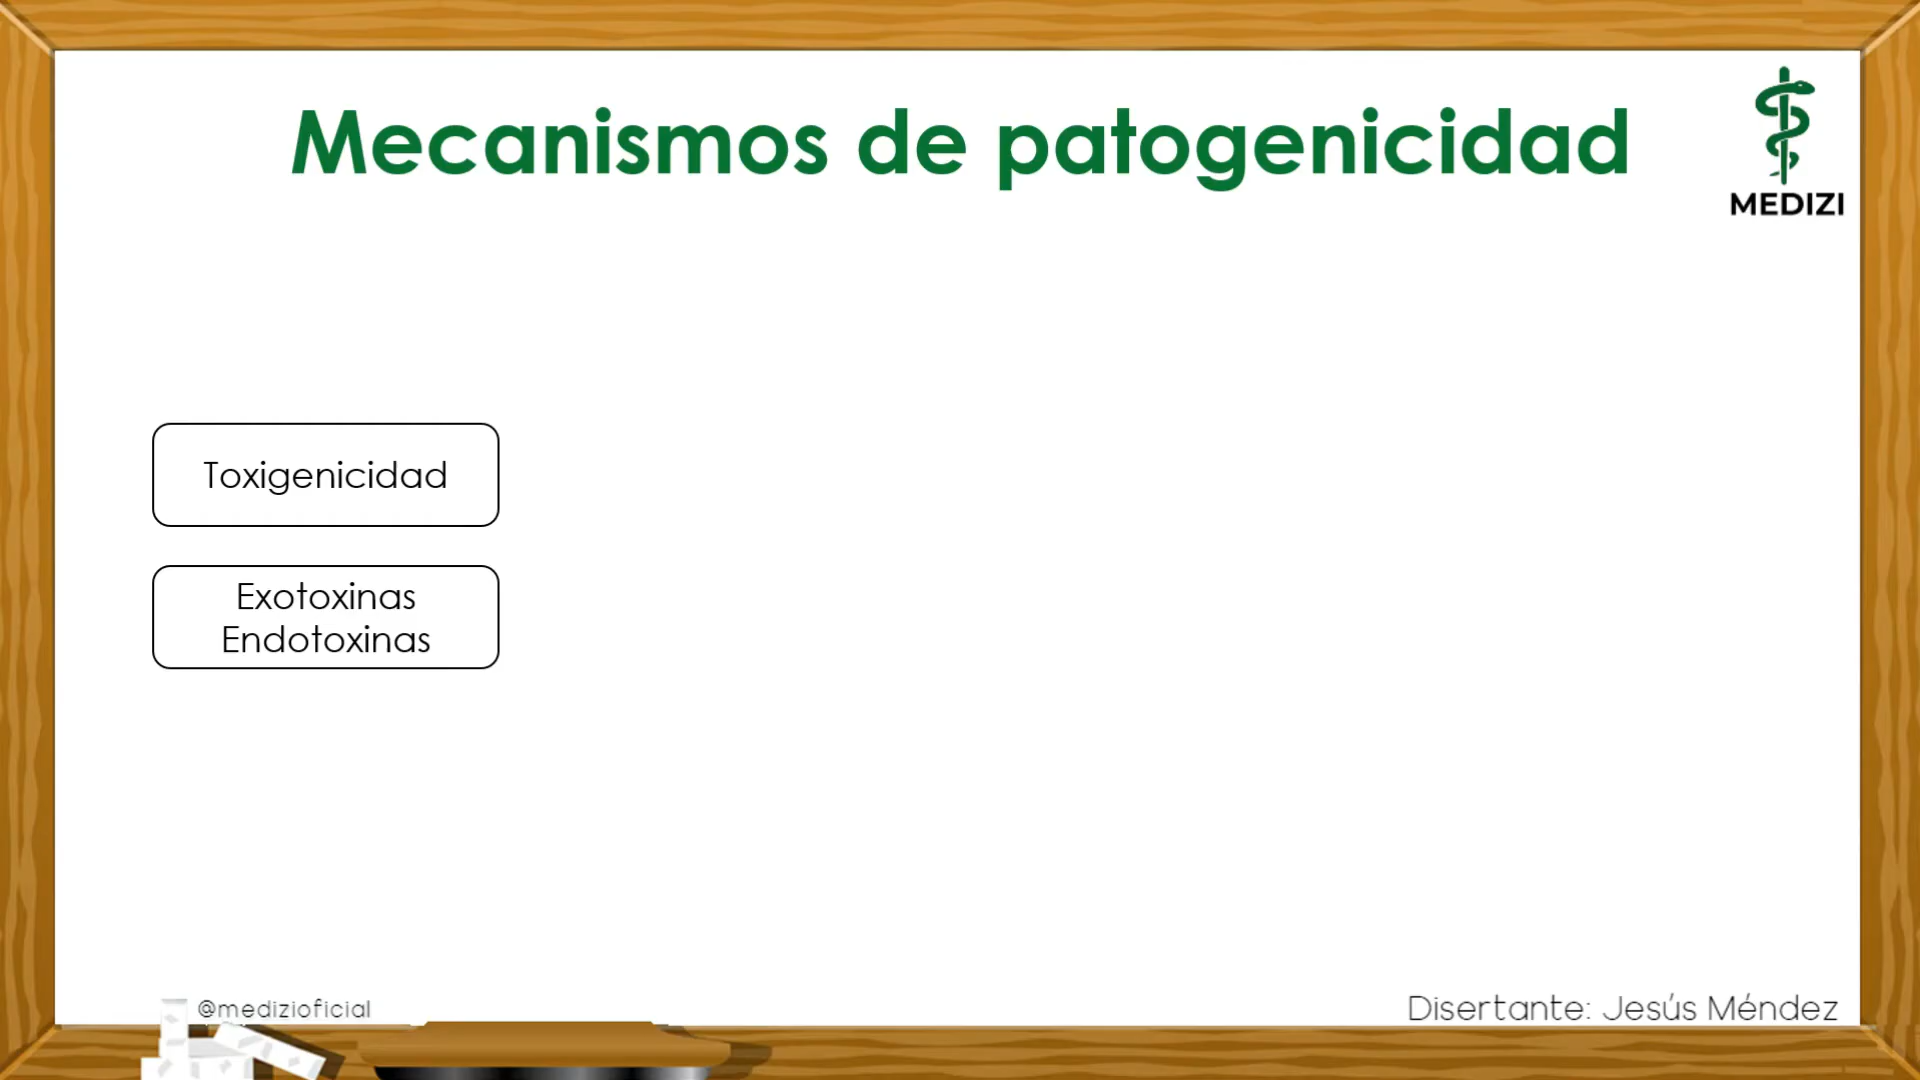 Mecanismos de patogenicidad
MEDIZI
Toxigenicidad
Exotoxinas
Endotoxinas
@medizioficial
Disertante: Jesús Méndez